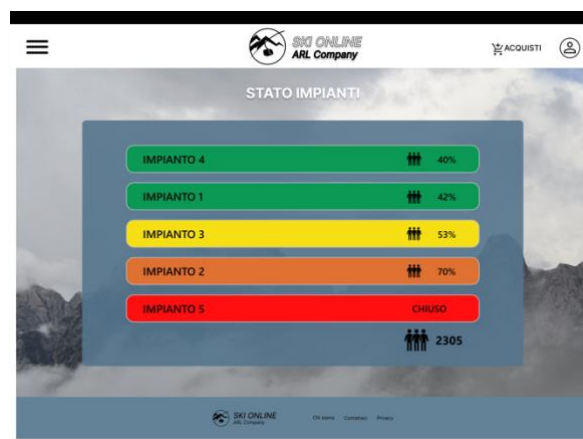 SKI ONLINE
ARL Company
ACQUISTI
STATO IMPIANTI
IMPIANTO 4 40%
IMPIANTO 1 42%
IMPIANTO 3 53%
IMPIANTO 2 70%
IMPIANTO 5 CHIUSO
2305
SKI ONLINE
ARL Company
Chi siamo Contattaci Privacy